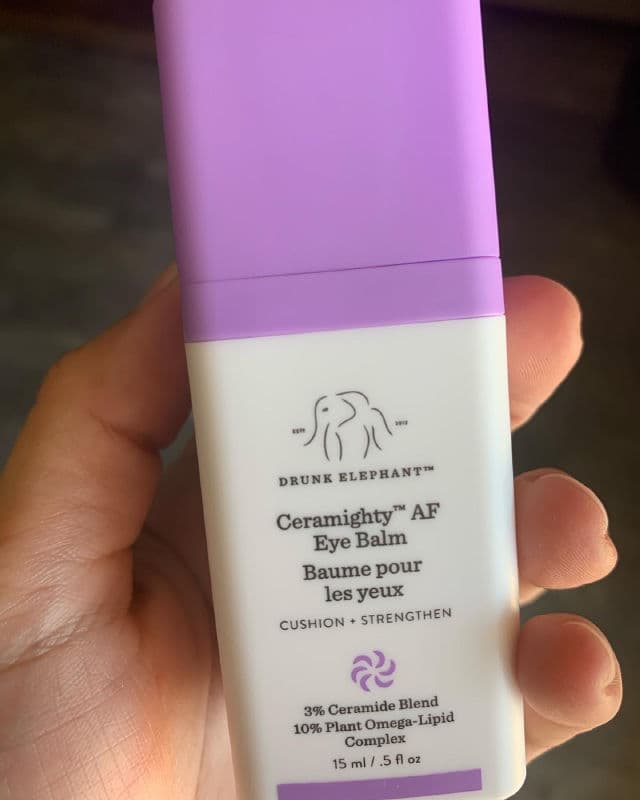 ESTD 2012
DRUNK ELEPHANT™
Ceramighty™ AF
Eye Balm
Baume pour
les yeux
CUSHION + STRENGTHEN
3% Ceramide Blend
10% Plant Omega-Lipid
Complex
15 ml / .5 fl oz